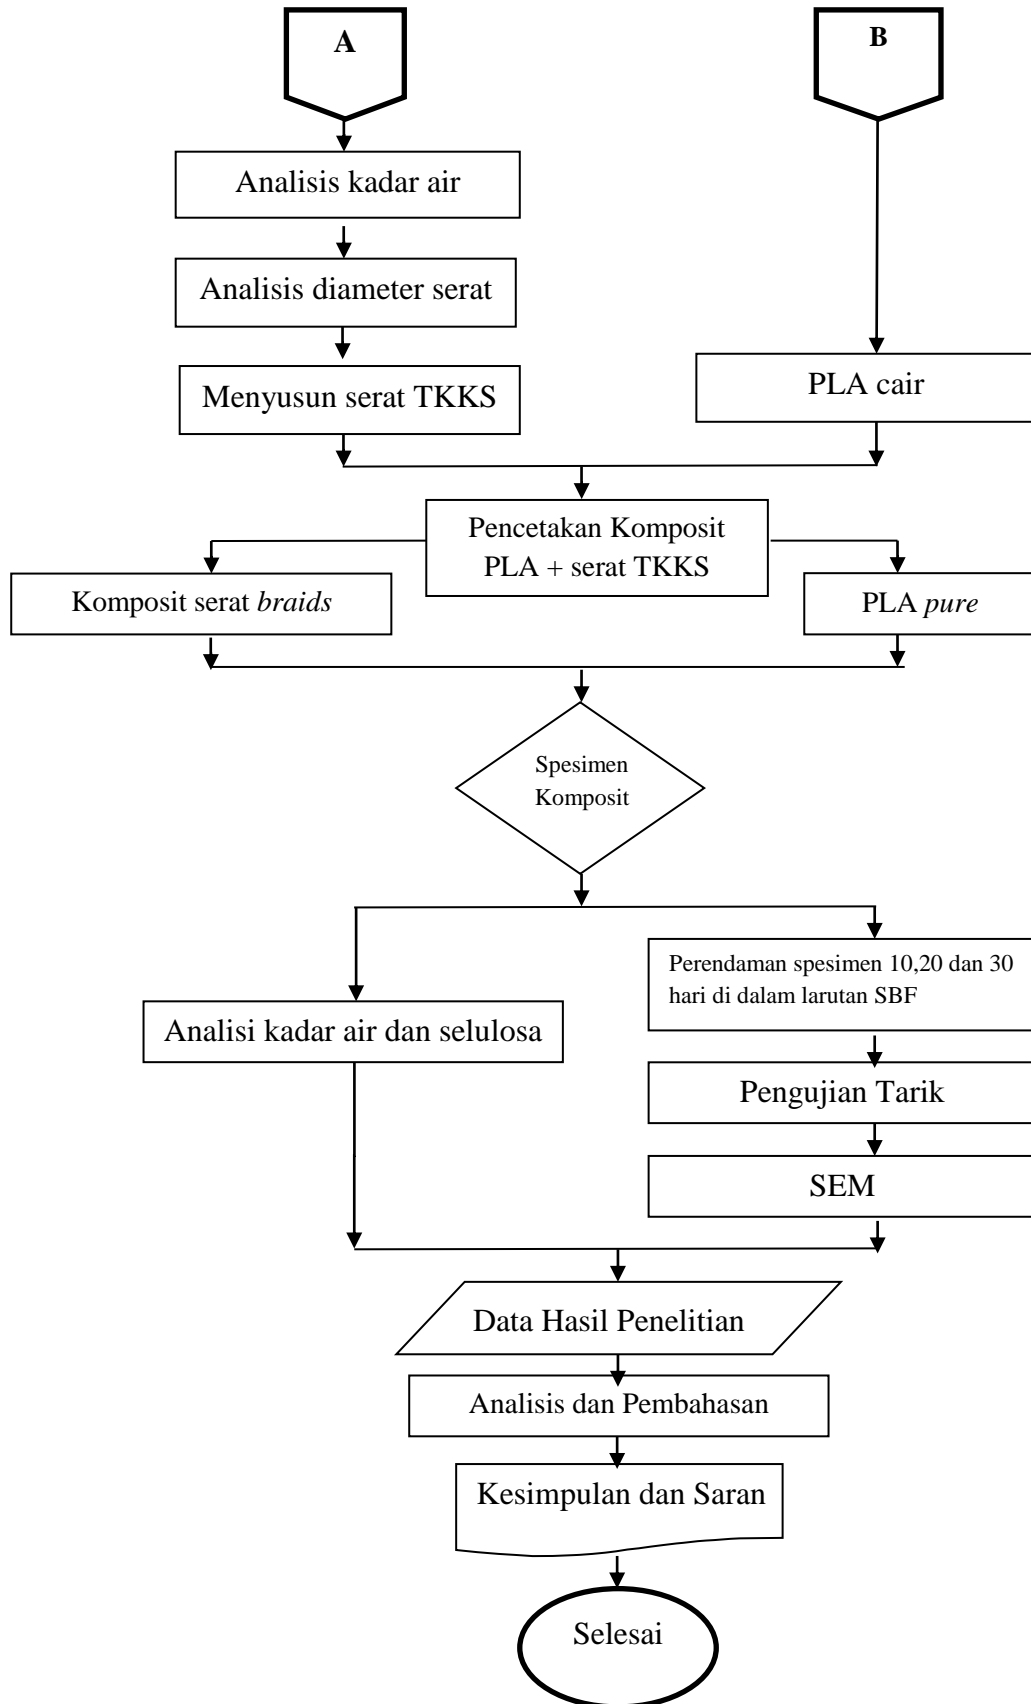 A
B
Analisis kadar air
Analisis diameter serat
Menyusun serat TKKS
PLA cair
Pencetakan Komposit
PLA + serat TKKS
Komposit serat braids
PLA pure
Spesimen
Komposit
Perendaman spesimen 10,20 dan 30
hari di dalam larutan SBF
Analisi kadar air dan selulosa
Pengujian Tarik
SEM
Data Hasil Penelitian
Analisis dan Pembahasan
Kesimpulan dan Saran
Selesai